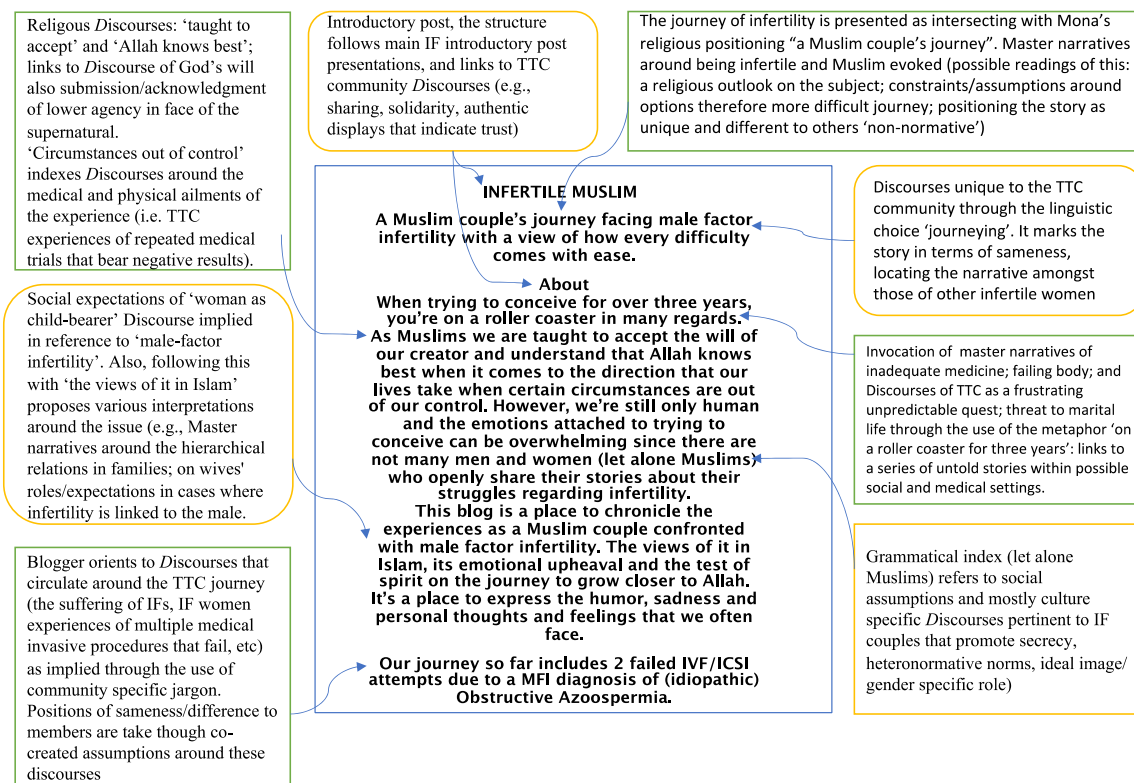 Religous Discourses: ‘taught to
accept’ and ‘Allah knows best’;
links to Discourse of God’s will
also submission/acknowledgment
of lower agency in face of the
supernatural.
‘Circumstances out of control’
indexes Discourses around the
medical and physical ailments of
the experience (i.e. TTC
experiences of repeated medical
trials that bear negative results).
Introductory post, the structure
follows main IF introductory post
presentations, and links to TTC
community Discourses (e.g.,
sharing, solidarity, authentic
displays that indicate trust)
The journey of infertility is presented as intersecting with Mona’s
religious positioning “a Muslim couple’s journey”. Master narratives
around being infertile and Muslim evoked (possible readings of this:
a religious outlook on the subject; constraints/assumptions around
options therefore more difficult journey; positioning the story as
unique and different to others ‘non-normative’)
Social expectations of ‘woman as
child-bearer’ Discourse implied
in reference to ‘male-factor
infertility’. Also, following this
with ‘the views of it in Islam’
proposes various interpretations
around the issue (e.g., Master
narratives around the hierarchical
relations in families; on wives'
roles/expectations in cases where
infertility is linked to the male.
Blogger orients to Discourses that
circulate around the TTC journey
(the suffering of IFs, IF women
experiences of multiple medical
invasive procedures that fail, etc)
as implied through the use of
community specific jargon.
Positions of sameness/difference to
members are take though co-
created assumptions around these
discourses
INFERTILE MUSLIM
A Muslim couple’s journey facing male factor
infertility with a view of how every difficulty
comes with ease.
About
When trying to conceive for over three years,
you’re on a roller coaster in many regards.
As Muslims we are taught to accept the will of
our creator and understand that Allah knows
best when it comes to the direction that our
lives take when certain circumstances are out
of our control. However, we’re still only human
and the emotions attached to trying to
conceive can be overwhelming since there are
not many men and women (let alone Muslims)
who openly share their stories about their
struggles regarding infertility.
This blog is a place to chronicle the
experiences as a Muslim couple confronted
with male factor infertility. The views of it in
Islam, its emotional upheaval and the test of
spirit on the journey to grow closer to Allah.
It’s a place to express the humor, sadness and
personal thoughts and feelings that we often
face.
Our journey so far includes 2 failed IVF/ICSI
attempts due to a MFI diagnosis of (idiopathic)
Obstructive Azoospermia.
Discourses unique to the TTC
community through the linguistic
choice ‘journeying’. It marks the
story in terms of sameness,
locating the narrative amongst
those of other infertile women
Invocation of master narratives of
inadequate medicine; failing body; and
Discourses of TTC as a frustrating
unpredictable quest; threat to marital
life through the use of the metaphor ‘on
a roller coaster for three years’: links to
a series of untold stories within possible
social and medical settings.
Grammatical index (let alone
Muslims) refers to social
assumptions and mostly culture
specific Discourses pertinent to IF
couples that promote secrecy,
heteronormative norms, ideal image/
gender specific role)